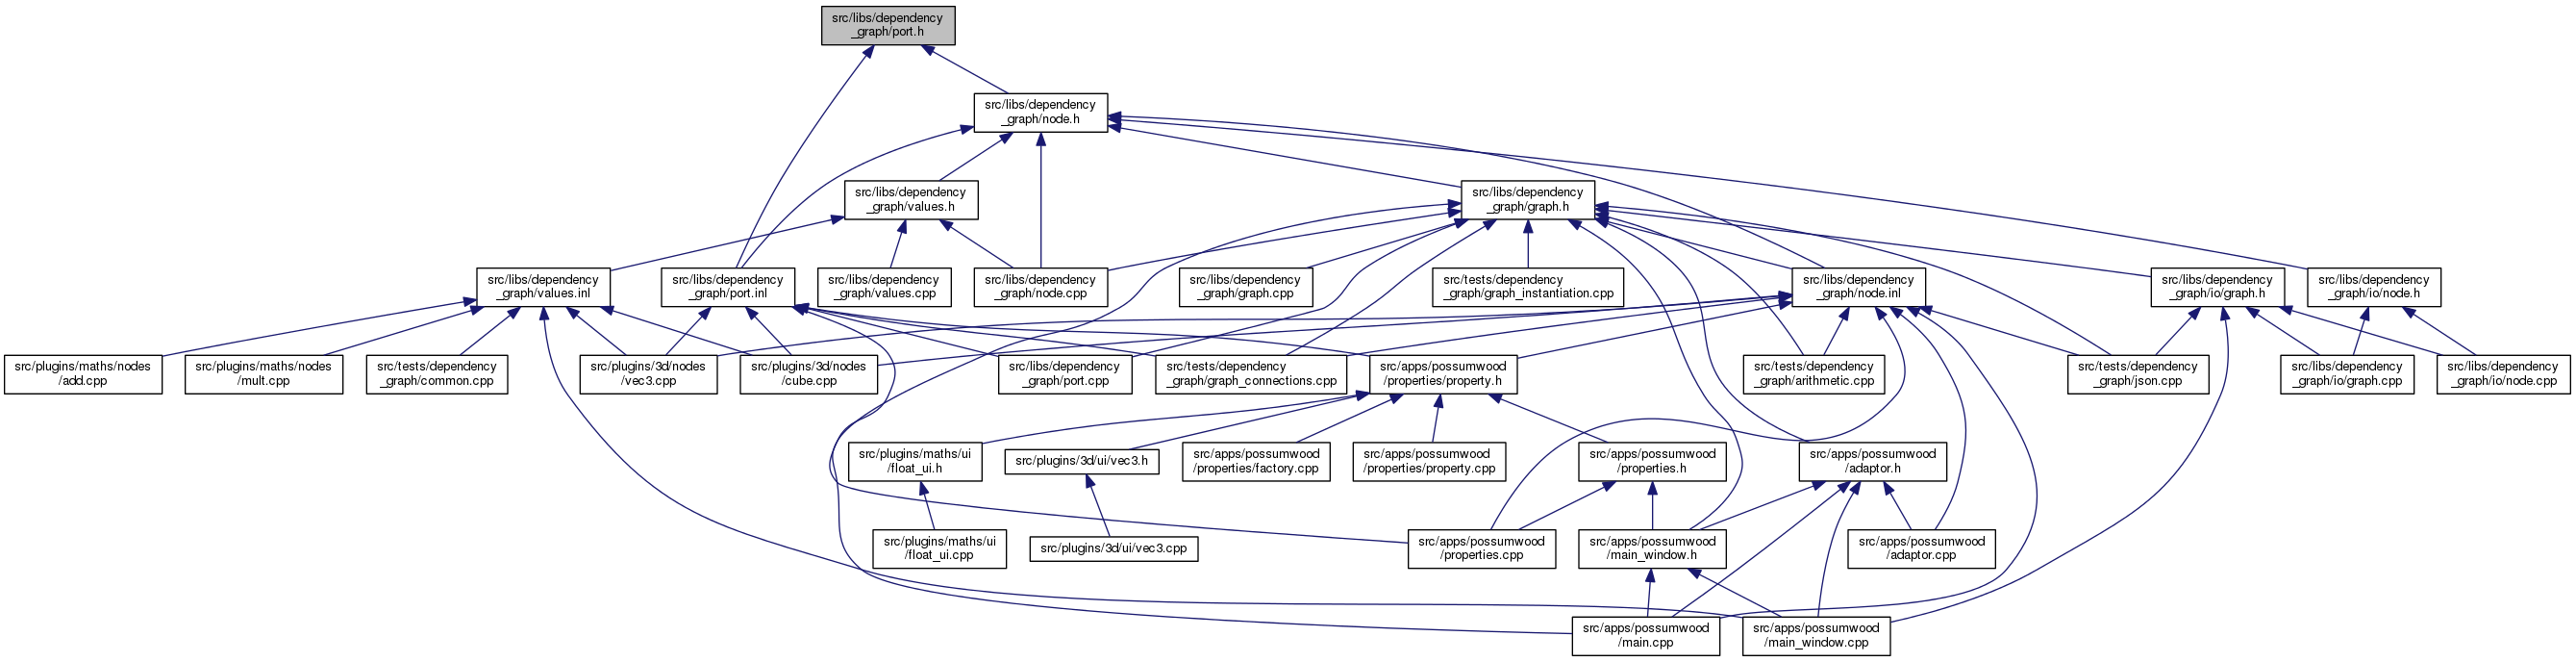 src/libs/dependency
_graph/port.h
src/libs/dependency
_graph/node.h
src/libs/dependency
_graph/values.h
src/libs/dependency
_graph/graph.h
src/libs/dependency
_graph/values.inl
src/libs/dependency
_graph/port.inl
src/libs/dependency
_graph/values.cpp
src/libs/dependency
_graph/node.cpp
src/libs/dependency
_graph/graph.cpp
src/tests/dependency
_graph/graph_instantiation.cpp
src/libs/dependency
_graph/node.inl
src/libs/dependency
_graph/io/graph.h
src/libs/dependency
_graph/io/node.h
src/plugins/maths/nodes
/add.cpp
src/plugins/maths/nodes
/mult.cpp
src/tests/dependency
_graph/common.cpp
src/plugins/3d/nodes
/vec3.cpp
src/plugins/3d/nodes
/cube.cpp
src/libs/dependency
_graph/port.cpp
src/tests/dependency
_graph/graph_connections.cpp
src/apps/possumwood
/properties/property.h
src/tests/dependency
_graph/arithmetic.cpp
src/tests/dependency
_graph/json.cpp
src/libs/dependency
_graph/io/graph.cpp
src/libs/dependency
_graph/io/node.cpp
src/plugins/maths/ui
/float_ui.h
src/plugins/3d/ui/vec3.h
src/apps/possumwood
/properties/factory.cpp
src/apps/possumwood
/properties/property.cpp
src/apps/possumwood
/properties.h
src/apps/possumwood
/adaptor.h
src/plugins/maths/ui
/float_ui.cpp
src/plugins/3d/ui/vec3.cpp
src/apps/possumwood
/properties.cpp
src/apps/possumwood
/main_window.h
src/apps/possumwood
/adaptor.cpp
src/apps/possumwood
/main.cpp
src/apps/possumwood
/main_window.cpp